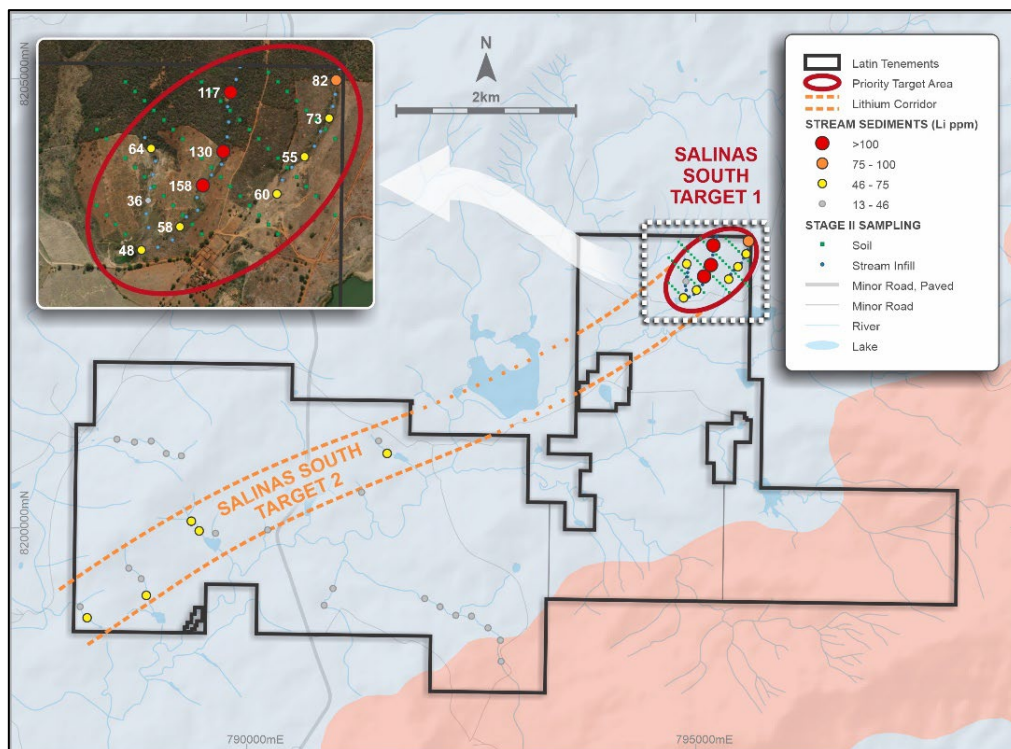 8205000mN
8200000mN
790000mE
795000mE
N
2km
117
82
73
64
130
55
158
36
60
58
48
SALINAS
SOUTH
TARGET 1
SALINAS SOUTH
TARGET 2
Latin Tenements
Priority Target Area
Lithium Corridor
STREAM SEDIMENTS (Li ppm)
>100
75 - 100
46 - 75
13 - 46
STAGE II SAMPLING
Soil
Stream Infill
Minor Road, Paved
Minor Road
River
Lake